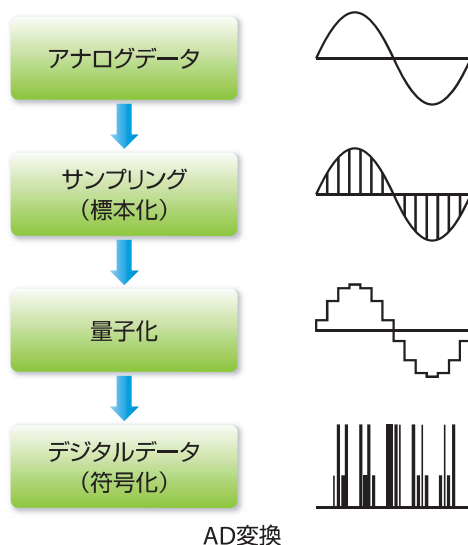 アナログデータ
サンプリング
（標本化）
量子化
デジタルデータ
（符号化）
AD変換